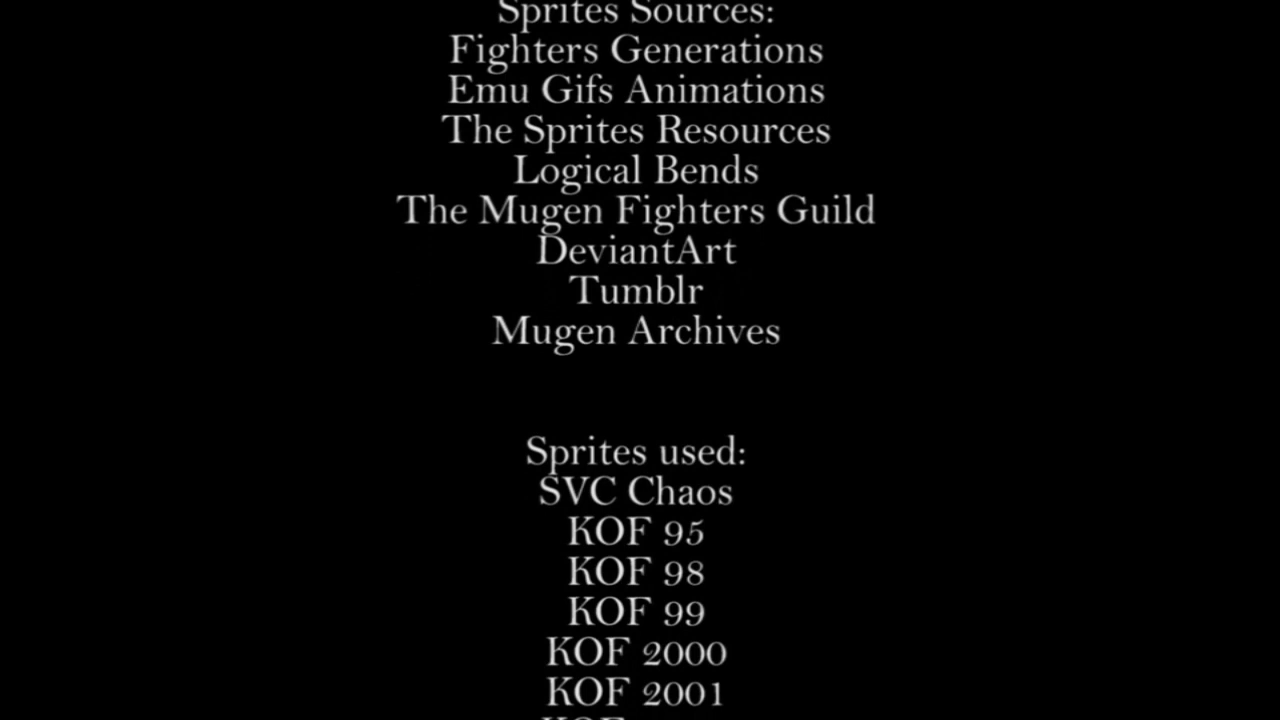 Sprites Sources:
Fighters Generations
Emu Gifs Animations
The Sprites Resources
Logical Bends
The Mugen Fighters Guild
DeviantArt
Tumblr
Mugen Archives
Sprites used:
SVC Chaos
KOF 95
KOF 98
KOF 99
KOF 2000
KOF 2001
KOF